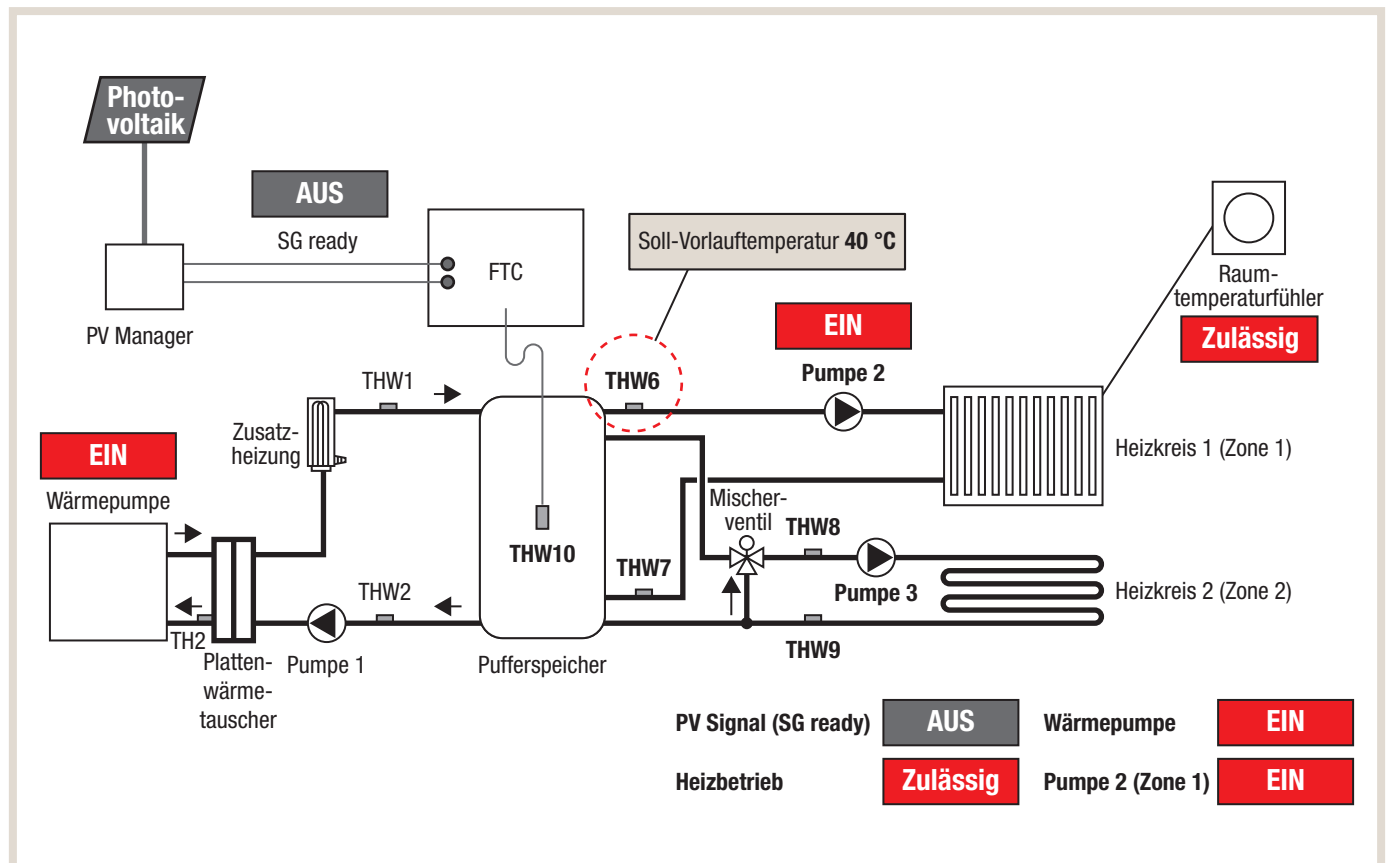 Photo-
voltaik
AUS
SG ready
PV Manager
FTC
Soll-Vorlauftemperatur 40 °C
EIN
Pumpe 2
Raum-
temperaturfühler
Zulässig
THW1
THW6
Zusatz-
heizung
EIN
Wärmepumpe
Heizkreis 1 (Zone 1)
Mischer-
ventil
THW8
THW10
THW7
Pumpe 3
Heizkreis 2 (Zone 2)
THW2
TH2
THW9
Platten-
wärme-
tauscher
Pumpe 1
Pufferspeicher
PV Signal (SG ready) AUS Wärmepumpe EIN
Heizbetrieb Zulässig Pumpe 2 (Zone 1) EIN